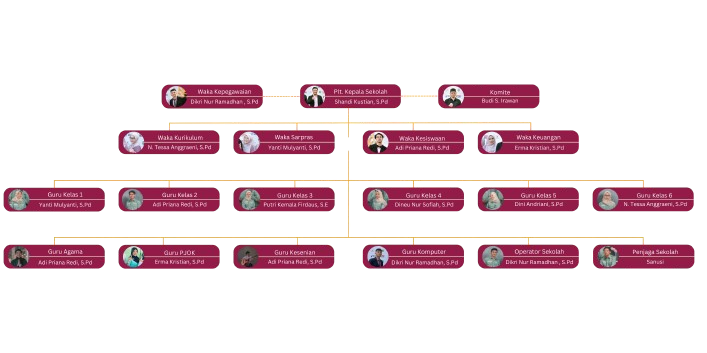 Waka Kepegawaian
Dikri Nur Ramadhan , S.Pd
Plt. Kepala Sekolah
Shandi Kustian, S.Pd
Komite
Budi S. Irawan
Waka Kurikulum
N. Tessa Anggraeni, S.Pd
Waka Sarpras
Yanti Mulyanti, S.Pd
Waka Kesiswaan
Adi Priana Redi, S.Pd
Waka Keuangan
Erma Kristian, S.Pd
Guru Kelas 1
Yanti Mulyanti, S.Pd
Guru Kelas 2
Adi Priana Redi, S.Pd
Guru Kelas 3
Putri Kemala Firdaus, S.E
Guru Kelas 4
Dineu Nur Sofiah, S.Pd
Guru Kelas 5
Dini Andriani, S.Pd
Guru Kelas 6
N. Tessa Anggraeni, S.Pd
Guru Agama
Adi Priana Redi, S.Pd
Guru PJOK
Erma Kristian, S.Pd
Guru Kesenian
Adi Priana Redi, S.Pd
Guru Komputer
Dikri Nur Ramadhan, S.Pd
Operator Sekolah
Dikri Nur Ramadhan , S.Pd
Penjaga Sekolah
Sanusi